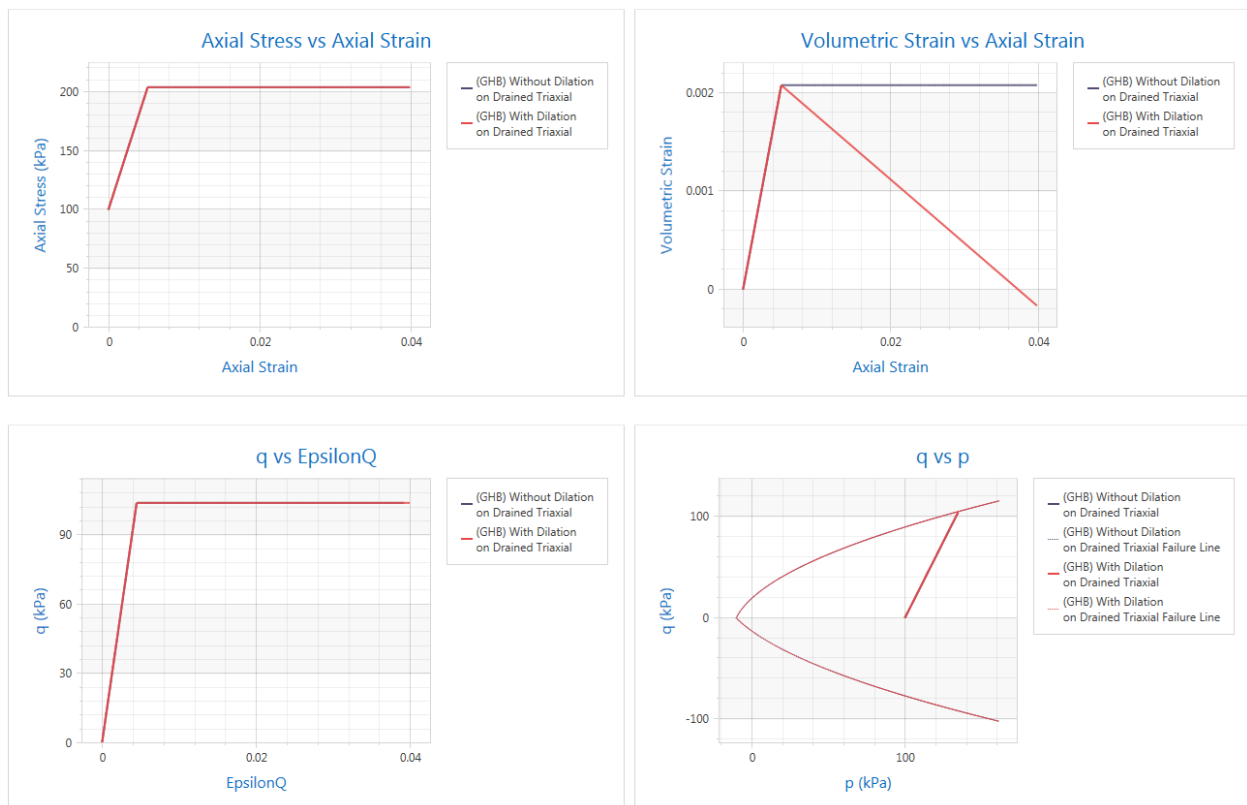 Axial Stress vs Axial Strain
200
150
100
50
0
0
0.02
0.04
Axial Stress (kPa)
Axial Strain
(GHB) Without Dilation
on Drained Triaxial
(GHB) With Dilation
on Drained Triaxial
Volumetric Strain vs Axial Strain
0.002
0.001
0
0
0.02
0.04
Volumetric Strain
Axial Strain
(GHB) Without Dilation
on Drained Triaxial
(GHB) With Dilation
on Drained Triaxial
q vs EpsilonQ
90
60
30
0
0
0.02
0.04
q (kPa)
EpsilonQ
(GHB) Without Dilation
on Drained Triaxial
(GHB) With Dilation
on Drained Triaxial
q vs p
100
0
-100
0
100
q (kPa)
p (kPa)
(GHB) Without Dilation
on Drained Triaxial
(GHB) Without Dilation
on Drained Triaxial Failure Line
(GHB) With Dilation
on Drained Triaxial
(GHB) With Dilation
on Drained Triaxial Failure Line